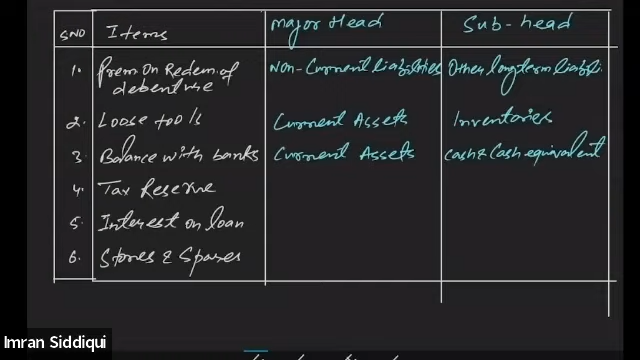 SNO Items Major Head Sub-head
1. Prem On Redem. of debenture Non-Current liabilities Other longterm liabili.
2. Loose tools Current Assets Inventories
3. Balance with banks Current Assets Cash & Cash equivalent
4. Tax Reserve
5. Interest on loan
6. Stores & Spares
Imran Siddiqui